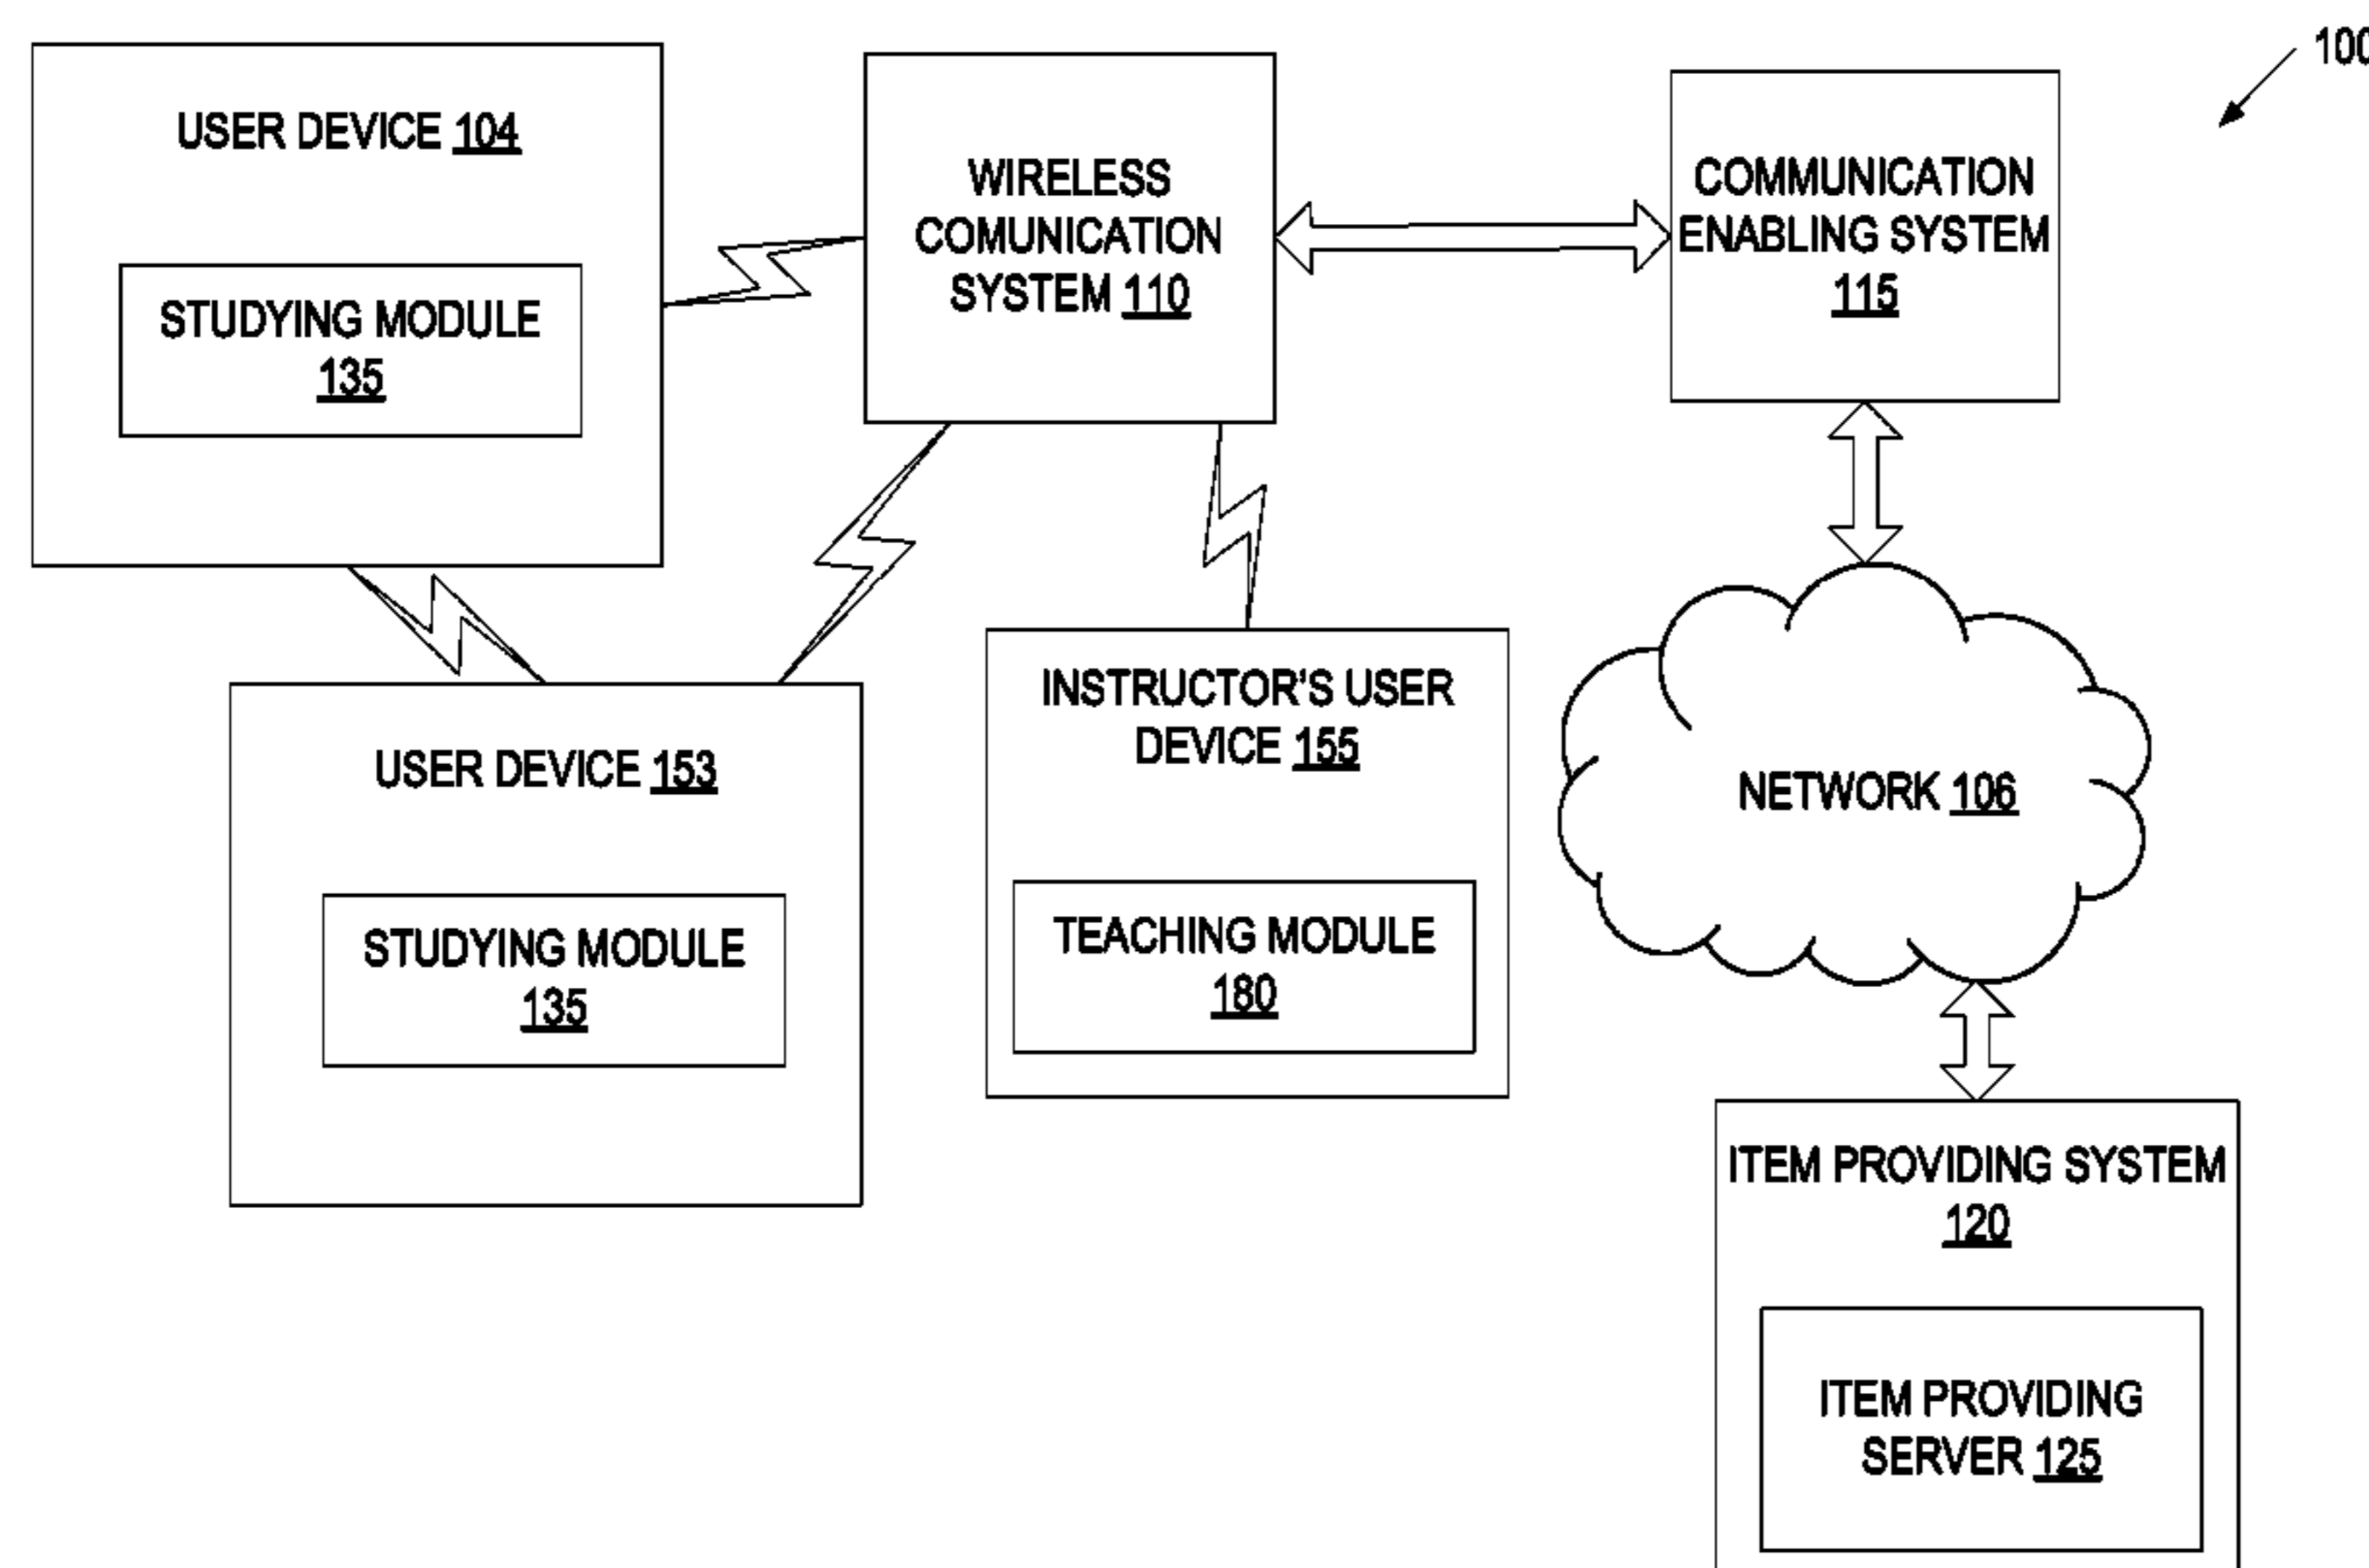 100
USER DEVICE 104
STUDYING MODULE
135
WIRELESS
COMUNICATION
SYSTEM 110
COMMUNICATION
ENABLING SYSTEM
115
USER DEVICE 153
STUDYING MODULE
135
INSTRUCTOR'S USER
DEVICE 155
TEACHING MODULE
180
NETWORK 106
ITEM PROVIDING SYSTEM
120
ITEM PROVIDING
SERVER 125